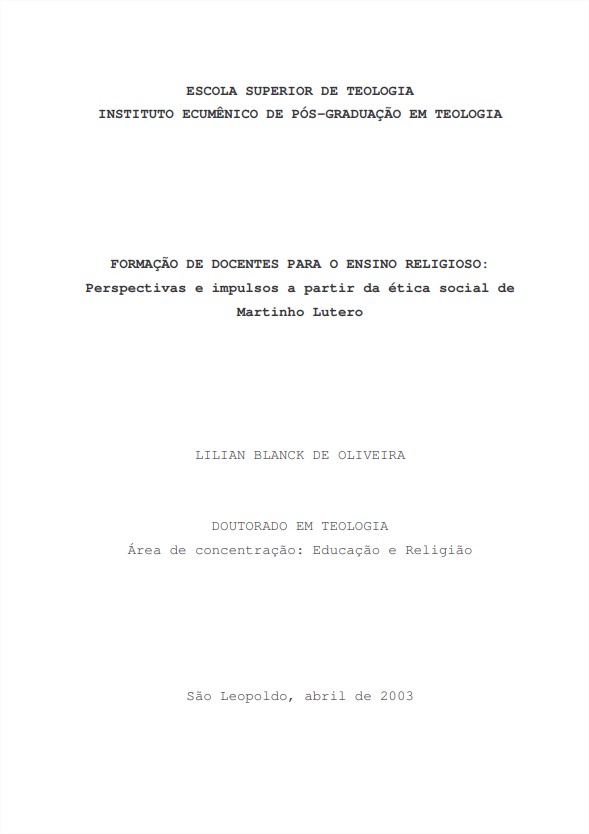 ESCOLA SUPERIOR DE TEOLOGIA
INSTITUTO ECUMÊNICO DE PÓS-GRADUAÇÃO EM TEOLOGIA
FORMAÇÃO DE DOCENTES PARA O ENSINO RELIGIOSO:
Perspectivas e impulsos a partir da ética social de
Martinho Lutero
LILIAN BLANCK DE OLIVEIRA
DOUTORADO EM TEOLOGIA
Área de concentração: Educação e Religião
São Leopoldo, abril de 2003